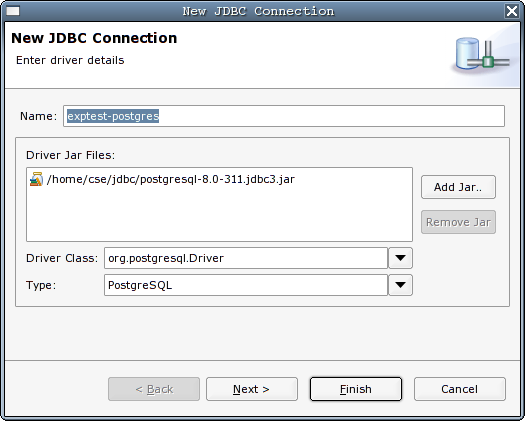 New JDBC Connection
New JDBC Connection
Enter driver details
Name: exptest-postgres
Driver Jar Files:
/home/cse/jdbc/postgresql-8.0-311.jdbc3.jar
Add Jar..
Remove Jar
Driver Class: org.postgresql.Driver
Type: PostgreSQL
< Back Next > Finish Cancel